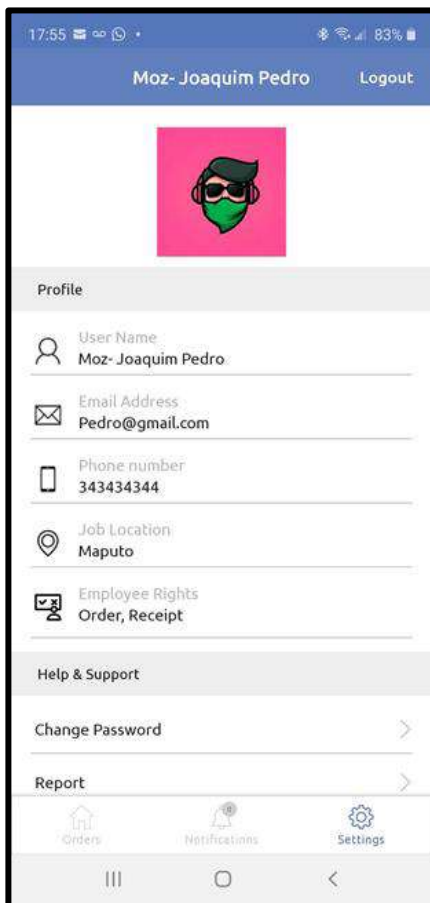 17:55
83%
Moz- Joaquim Pedro Logout
Profile
User Name
Moz- Joaquim Pedro
Email Address
Pedro@gmail.com
Phone number
343434344
Job Location
Maputo
Employee Rights
Order, Receipt
Help & Support
Change Password
Report
Orders Notifications Settings